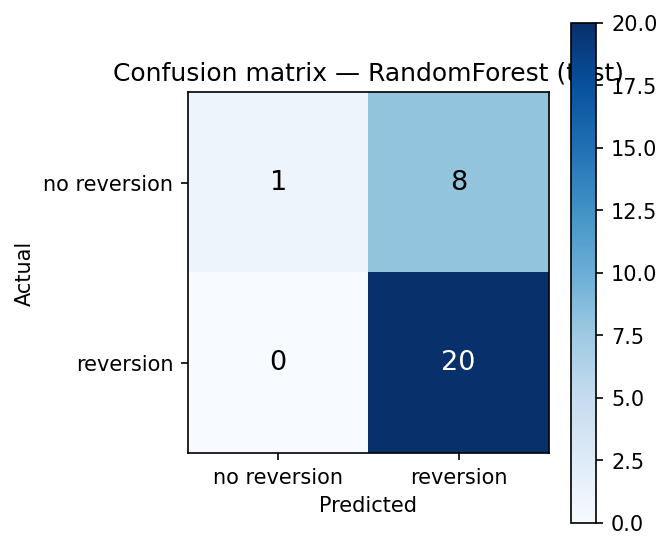 Confusion matrix — RandomForest (test)
Actual
no reversion
reversion
1 8
0 20
no reversion reversion
Predicted
20.0
17.5
15.0
12.5
10.0
7.5
5.0
2.5
0.0